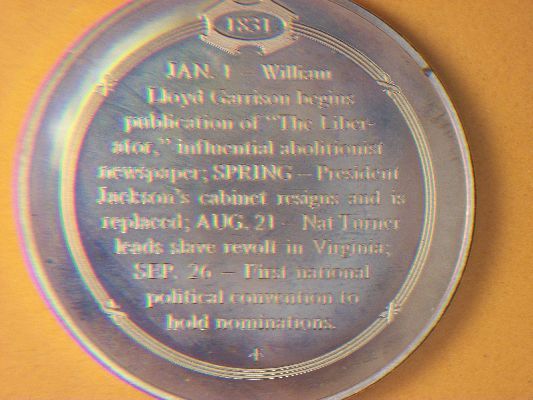 1831
JAN. 1 – William
Lloyd Garrison begins
publication of "The Liber-
ator," influential abolitionist
newspaper; SPRING – President
Jackson's cabinet resigns and is
replaced; AUG. 21 – Nat Turner
leads slave revolt in Virginia;
SEP. 26 – First national
political convention to
hold nominations.